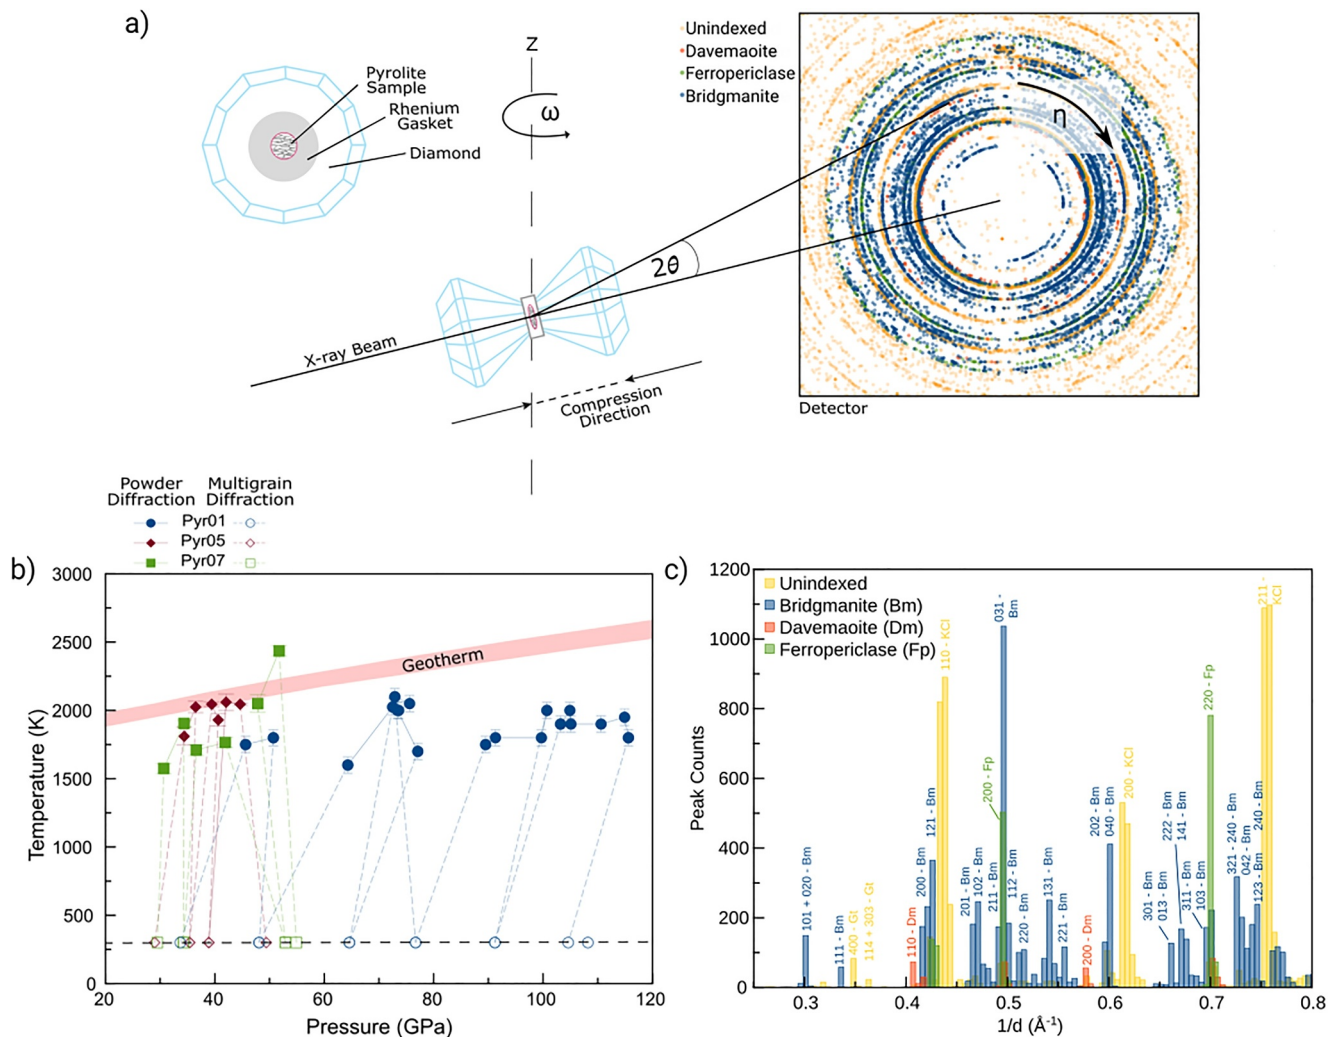 a)
Pyrolite
Sample
Rhenium
Gasket
Diamond
Z
ω
Unindexed
Davemaoite
Ferropericlase
Bridgmanite
n
2θ
X-ray Beam
Compression
Direction
Detector
Powder Multigrain
Diffraction Diffraction
Pyr01
Pyr05
Pyr07
b)
3000
2500
2000
1500
1000
500
0
Temperature (K)
Geotherm
20 40 60 80 100 120
Pressure (GPa)
c)
1200
1000
800
600
400
200
0
Peak Counts
Unindexed
Bridgmanite (Bm)
Davemaoite (Dm)
Ferropericlase (Fp)
101 + 020 - Bm
111 - Bm
400 - Gt
114 + 303 - Gt
110 - Dm
200 - Bm
121 - Bm
110 - KCl
201 - Bm
102 - Bm
200 - Fp
211 - Bm
031 -
Bm
112 - Bm
220 - Bm
131 - Bm
221 - Bm
200 - Dm
202 - Bm
040 - Bm
200 - KCl
301 - Bm
013 - Bm
222 - Bm
141 - Bm
311 - Bm
103 - Bm
220 - Fp
321 - 240 - Bm
042 - Bm
123 - Bm
240 - Bm
211 -
KCl
0.3 0.4 0.5 0.6 0.7 0.8
1/d (Å⁻¹)